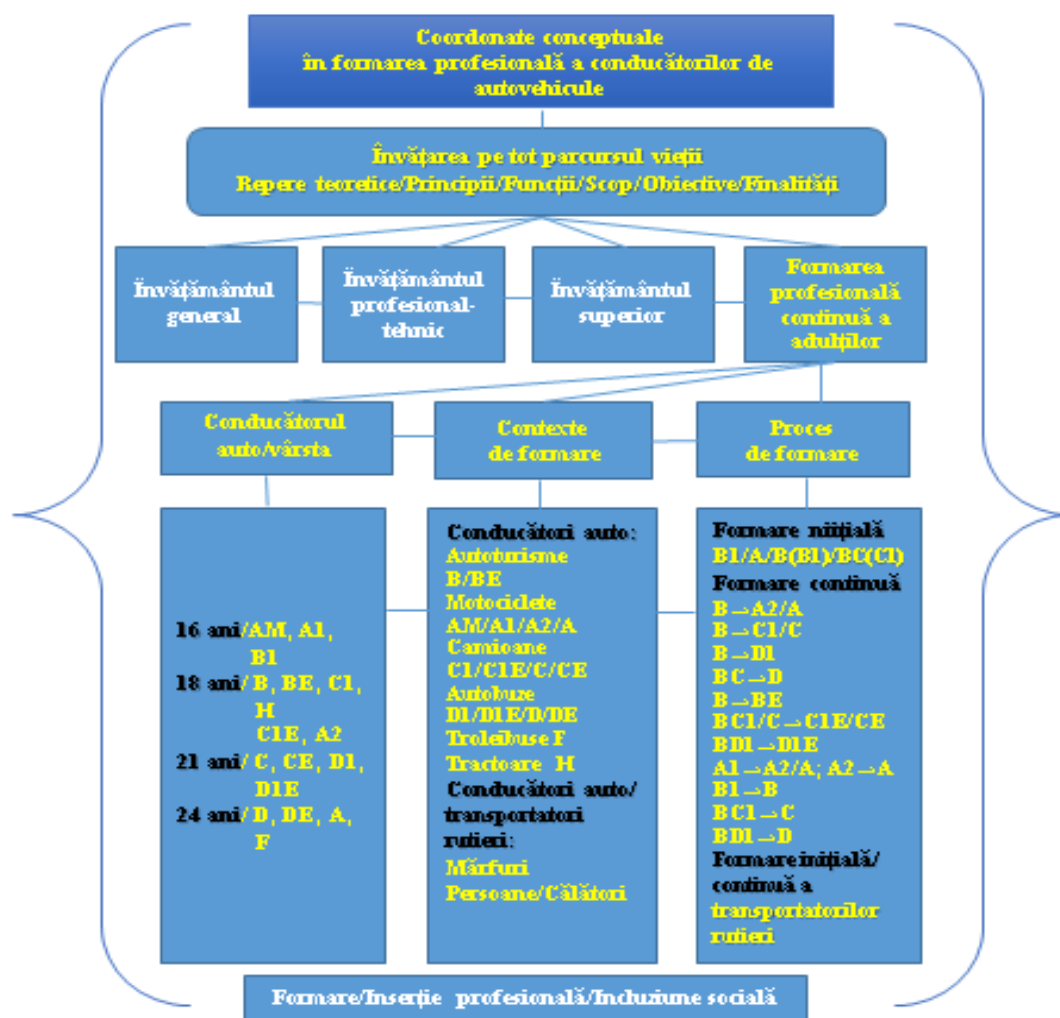 Coordonate conceptuale
în formarea profesională a conducătorilor de
autovehicule
Învățarea pe tot parcursul vieții
Repere teoretice/Principii/Funcții/Scop/Obiective/Finalități
Învățământul
general
Învățământul
profesional-
tehnic
Învățământul
superior
Formarea
profesională
continuă a
adulților
Conducătorul
auto/vârsta
Contexte
de formare
Proces
de formare
16 ani/AM, A1,
B1
18 ani/ B, BE, C1,
H
C1E, A2
21 ani/ C, CE, D1,
D1E
24 ani/ D, DE, A,
F
Conducători auto:
Autoturisme
B/BE
Motociclete
AM/A1/A2/A
Camioane
C1/C1E/C/CE
Autobuze
D1/D1E/D/DE
Troleibuse F
Tractoare H
Conducători auto/
transportatori
rutieri:
Mărfuri
Persoane/Călători
Formare niițială
B1/A/B(B1)/BC(C1)
Formare continuă
B→A2/A
B→C1/C
B→D1
BC→D
B→BE
BC1/C→C1E/CE
BD1→D1E
A1→A2/A; A2→A
B1→B
BC1→C
BD1→D
Formare inițială/
continuă a
transportatorilor
rutieri
Formare/Inserție profesională/Incluziune socială